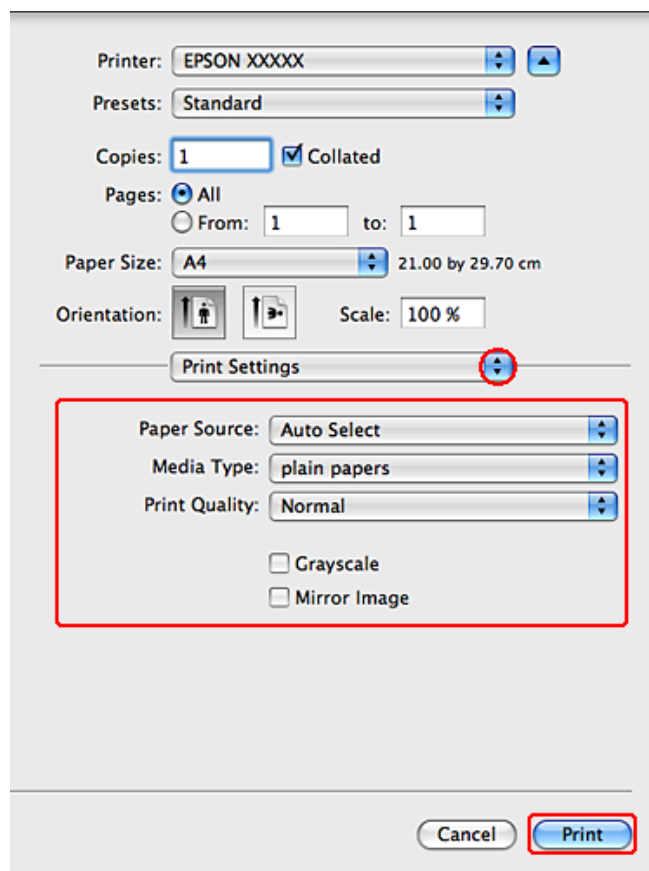 Printer: EPSON XXXXX
Presets: Standard
Copies: 1 Collated
Pages: All
From: 1 to: 1
Paper Size: A4 21.00 by 29.70 cm
Orientation: Scale: 100 %
Print Settings
Paper Source: Auto Select
Media Type: plain papers
Print Quality: Normal
Grayscale
Mirror Image
Cancel Print